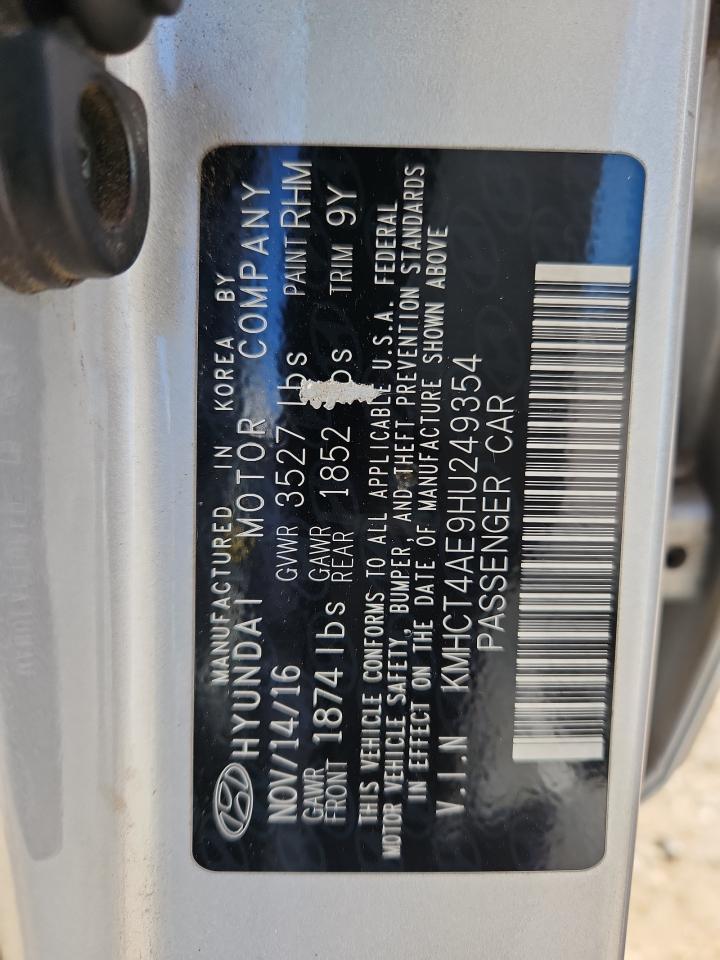 MANUFACTURED IN KOREA BY
HYUNDAI MOTOR COMPANY
NOV/14/16 GVWR 3527 lbs PAINT RHM
GAWR FRONT 1874 lbs GAWR REAR 1852 lbs TRIM 9Y
THIS VEHICLE CONFORMS TO ALL APPLICABLE U.S.A. FEDERAL
MOTOR VEHICLE SAFETY, BUMPER, AND THEFT PREVENTION STANDARDS
IN EFFECT ON THE DATE OF MANUFACTURE SHOWN ABOVE
V.I.N KMHCT4AE9HU249354
PASSENGER CAR